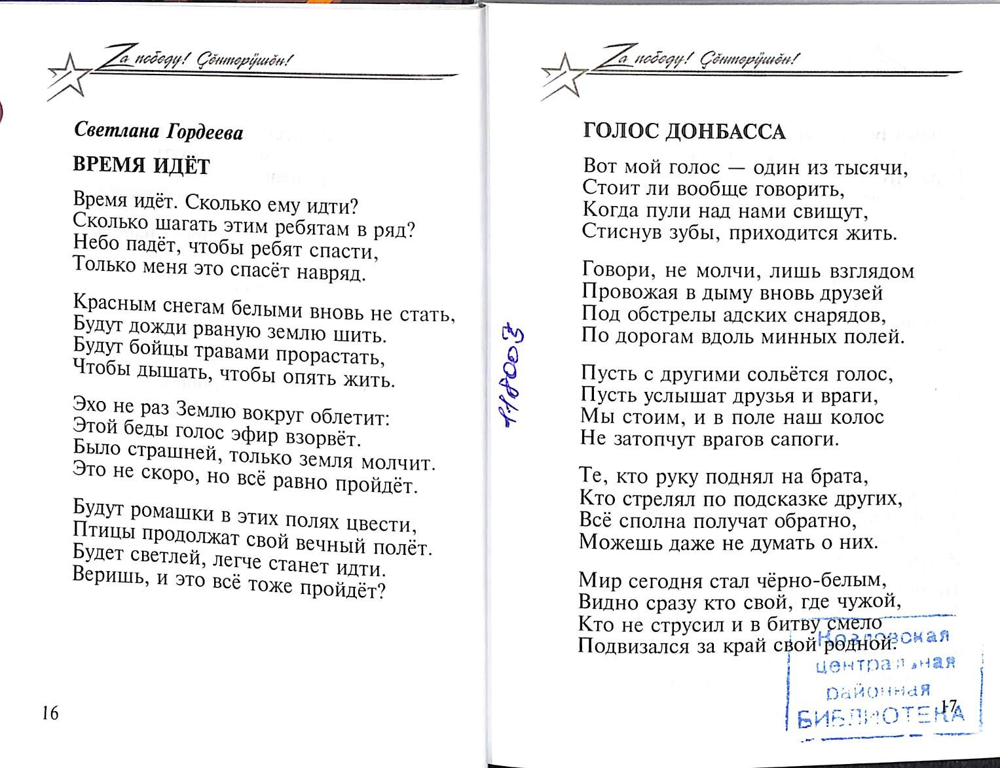 Zа победу! Çӗнтерӳшӗн!
Светлана Гордеева
ВРЕМЯ ИДЁТ
Время идёт. Сколько ему идти?
Сколько шагать этим ребятам в ряд?
Небо падёт, чтобы ребят спасти,
Только меня это спасёт навряд.
Красным снегам белыми вновь не стать,
Будут дожди рваную землю шить.
Будут бойцы травами прорастать,
Чтобы дышать, чтобы опять жить.
Эхо не раз Землю вокруг облетит:
Этой беды голос эфир взорвёт.
Было страшней, только земля молчит.
Это не скоро, но всё равно пройдёт.
Будут ромашки в этих полях цвести,
Птицы продолжат свой вечный полёт.
Будет светлей, легче станет идти.
Веришь, и это всё тоже пройдёт?
16
Zа победу! Çӗнтерӳшӗн!
ГОЛОС ДОНБАССА
Вот мой голос — один из тысячи,
Стоит ли вообще говорить,
Когда пули над нами свищут,
Стиснув зубы, приходится жить.
Говори, не молчи, лишь взглядом
Провожая в дыму вновь друзей
Под обстрелы адских снарядов,
По дорогам вдоль минных полей.
Пусть с другими сольётся голос,
Пусть услышат друзья и враги,
Мы стоим, и в поле наш колос
Не затопчут врагов сапоги.
Те, кто руку поднял на брата,
Кто стрелял по подсказке других,
Всё сполна получат обратно,
Можешь даже не думать о них.
Мир сегодня стал чёрно-белым,
Видно сразу кто свой, где чужой,
Кто не струсил и в битву смело
Подвизался за край свой родной.
17
118003
Козловская
центральная
районная
БИБЛИОТЕКА